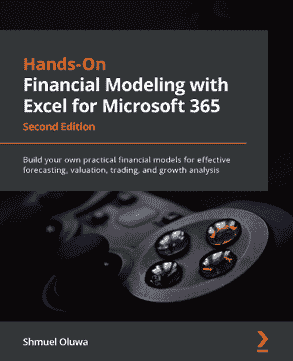 Hands-On
Financial Modeling with
Excel for Microsoft 365
Second Edition
Build your own practical financial models for effective
forecasting, valuation, trading, and growth analysis
Shmuel Oluwa